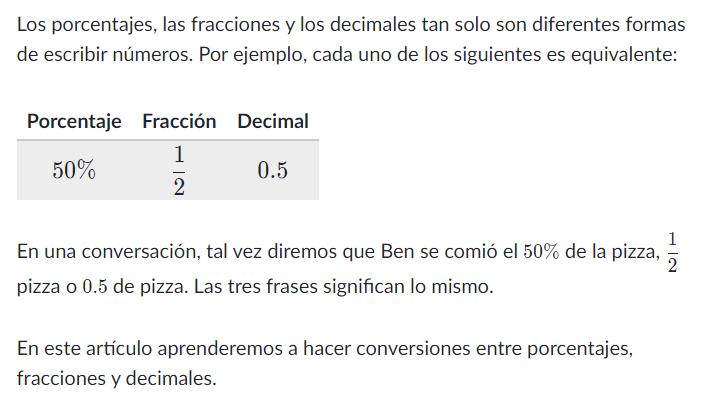 Los porcentajes, las fracciones y los decimales tan solo son diferentes formas
de escribir números. Por ejemplo, cada uno de los siguientes es equivalente:
Porcentaje Fracción Decimal
50% 1/2 0.5
En una conversación, tal vez diremos que Ben se comió el 50% de la pizza, 1/2
pizza o 0.5 de pizza. Las tres frases significan lo mismo.
En este artículo aprenderemos a hacer conversiones entre porcentajes,
fracciones y decimales.